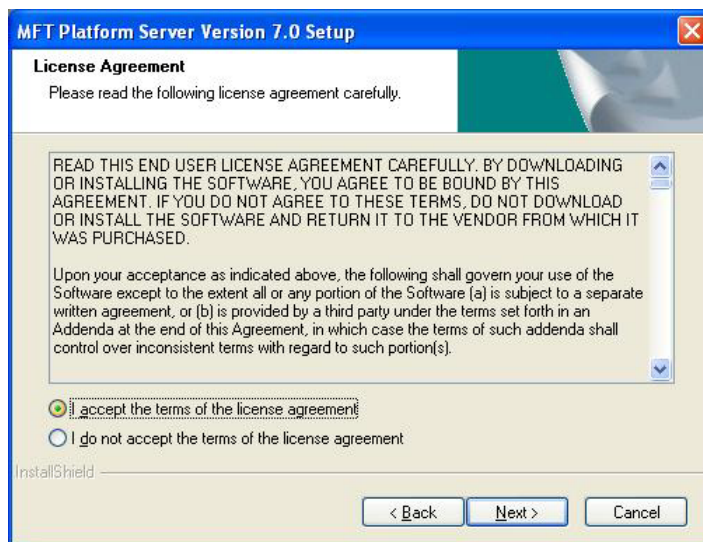 MFT Platform Server Version 7.0 Setup
License Agreement
Please read the following license agreement carefully.
READ THIS END USER LICENSE AGREEMENT CAREFULLY. BY DOWNLOADING
OR INSTALLING THE SOFTWARE, YOU AGREE TO BE BOUND BY THIS
AGREEMENT. IF YOU DO NOT AGREE TO THESE TERMS, DO NOT DOWNLOAD
OR INSTALL THE SOFTWARE AND RETURN IT TO THE VENDOR FROM WHICH IT
WAS PURCHASED.
Upon your acceptance as indicated above, the following shall govern your use of the
Software except to the extent all or any portion of the Software (a) is subject to a separate
written agreement, or (b) is provided by a third party under the terms set forth in an
Addenda at the end of this Agreement, in which case the terms of such addenda shall
control over inconsistent terms with regard to such portion(s).
I accept the terms of the license agreement
I do not accept the terms of the license agreement
InstallShield
< Back Next > Cancel